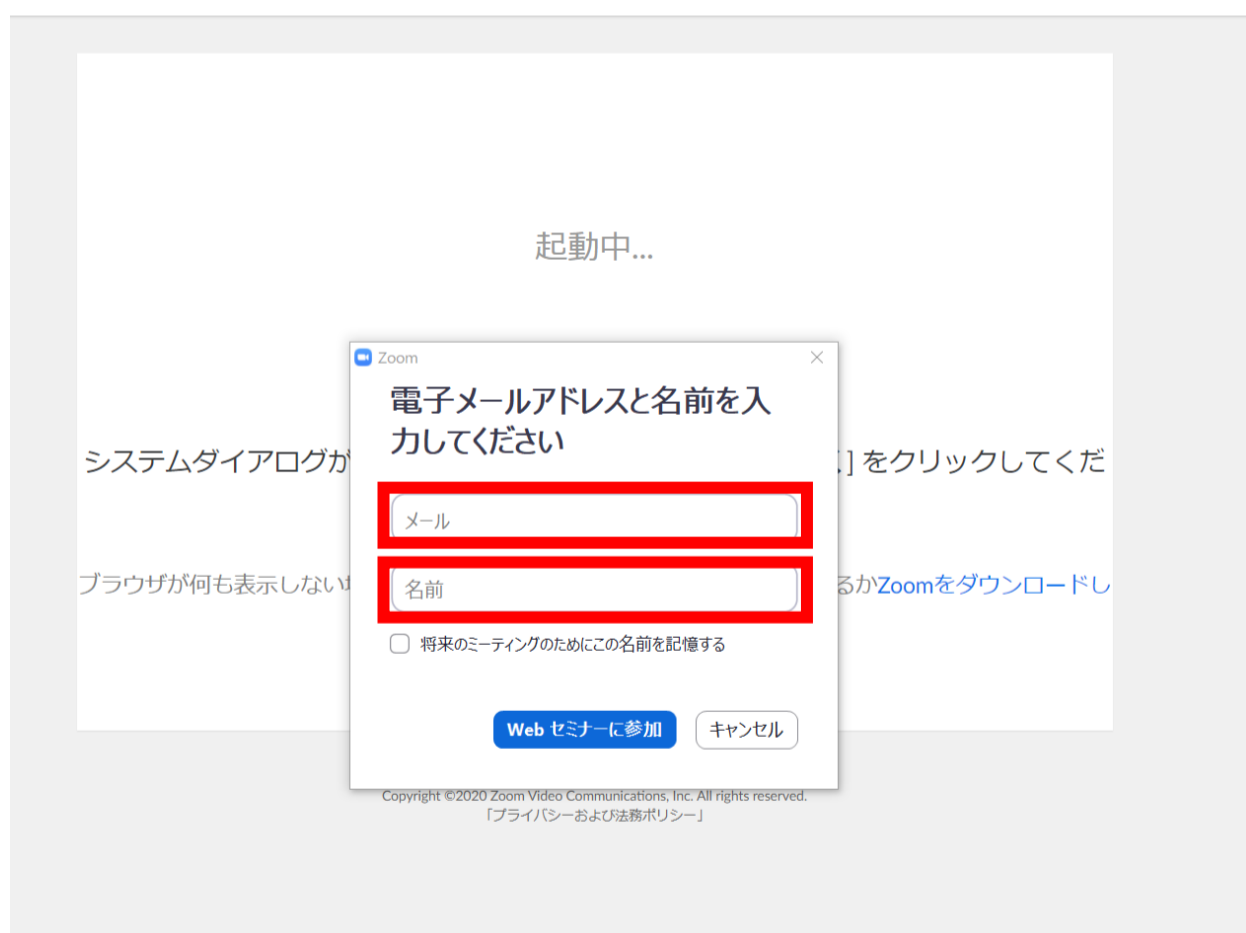 起動中...
Zoom
電子メールアドレスと名前を入
力してください
システムダイアログが
] をクリックしてくだ
メール
ブラウザが何も表示しない
るかZoomをダウンロードし
名前
将来のミーティングのためにこの名前を記憶する
Web セミナーに参加
キャンセル
Copyright ©2020 Zoom Video Communications, Inc. All rights reserved.
「プライバシーおよび法務ポリシー」